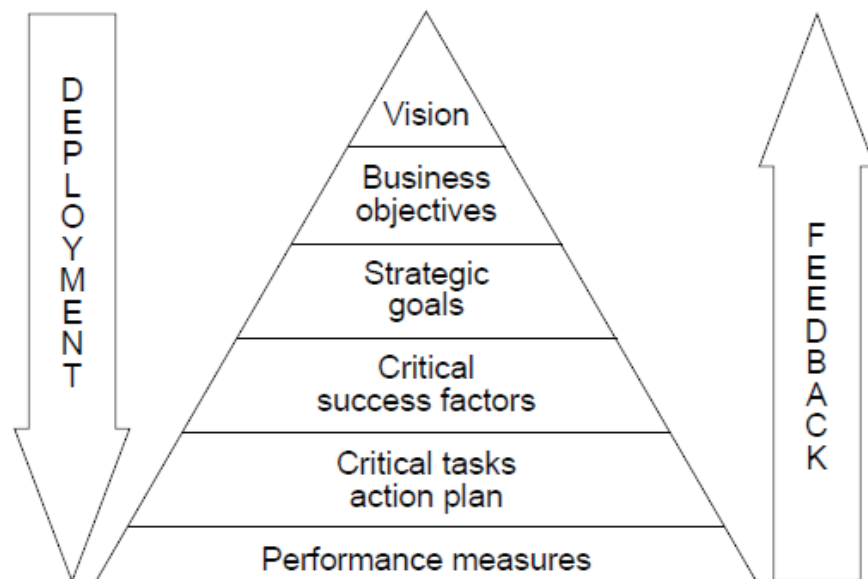 DEPLOYMENT
Vision
Business
objectives
Strategic
goals
Critical
success factors
Critical tasks
action plan
Performance measures
FEEDBACK